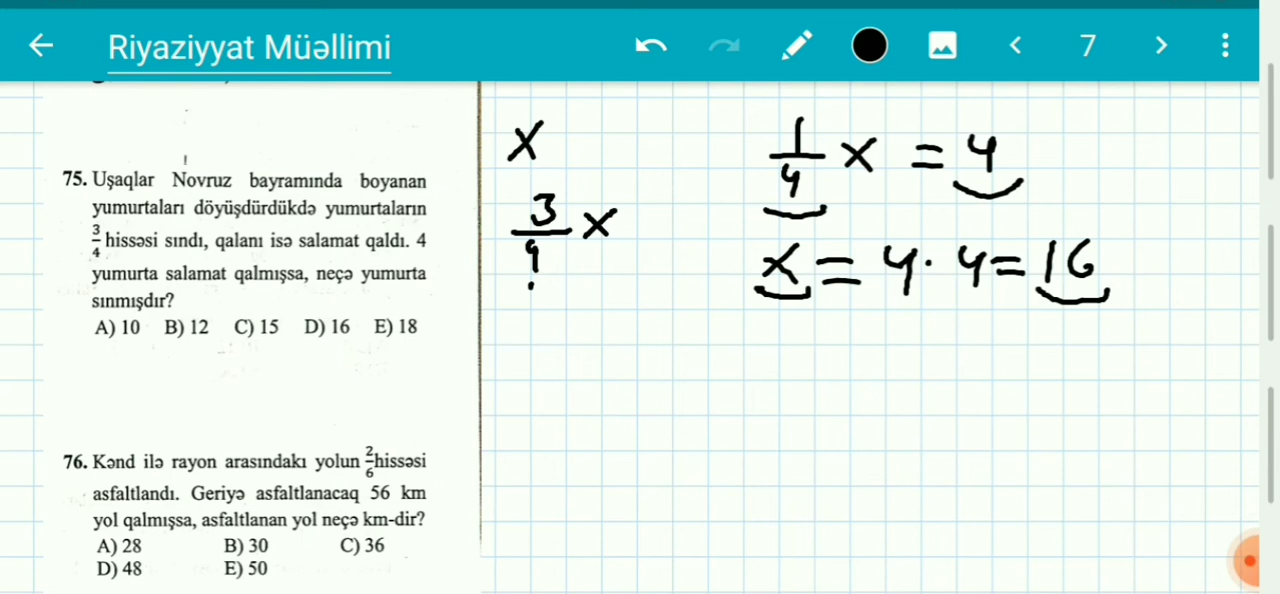 Riyaziyyat Müəllimi
7
75. Uşaqlar Novruz bayramında boyanan
yumurtaları döyüşdürdükdə yumurtaların
3/4 hissəsi sındı, qalanı isə salamat qaldı. 4
yumurta salamat qalmışsa, neçə yumurta
sınmışdır?
A) 10 B) 12 C) 15 D) 16 E) 18
76. Kənd ilə rayon arasındakı yolun 2/6 hissəsi
asfaltlandı. Geriyə asfaltlanacaq 56 km
yol qalmışsa, asfaltlanan yol neçə km-dir?
A) 28 B) 30 C) 36
D) 48 E) 50
x
3/4 x
1/4 x = 4
x = 4 · 4 = 16